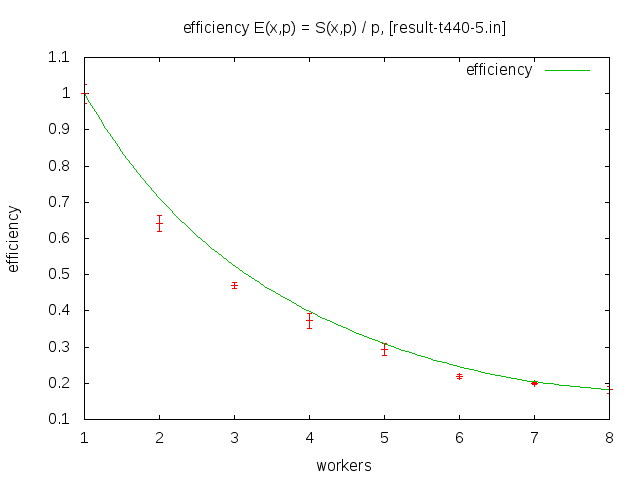 efficiency E(x,p) = S(x,p) / p, [result-t440-5.in]
efficiency
1.1
1
0.9
0.8
0.7
0.6
0.5
0.4
0.3
0.2
0.1
efficiency
1 2 3 4 5 6 7 8
workers